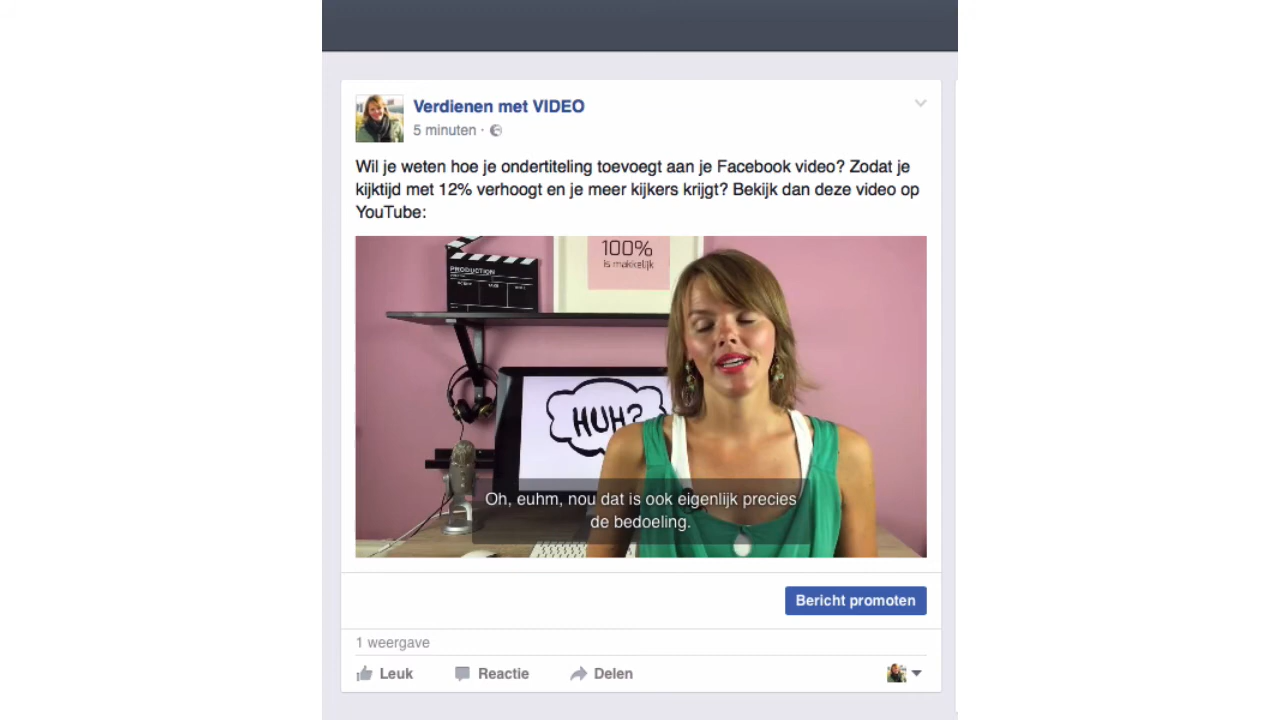 Verdienen met VIDEO
5 minuten ·
Wil je weten hoe je ondertiteling toevoegt aan je Facebook video? Zodat je
kijktijd met 12% verhoogt en je meer kijkers krijgt? Bekijk dan deze video op
YouTube:
100%
is makkelijk
PRODUCTION
HUH?
Oh, euhm, nou dat is ook eigenlijk precies
de bedoeling.
Bericht promoten
1 weergave
Leuk Reactie Delen